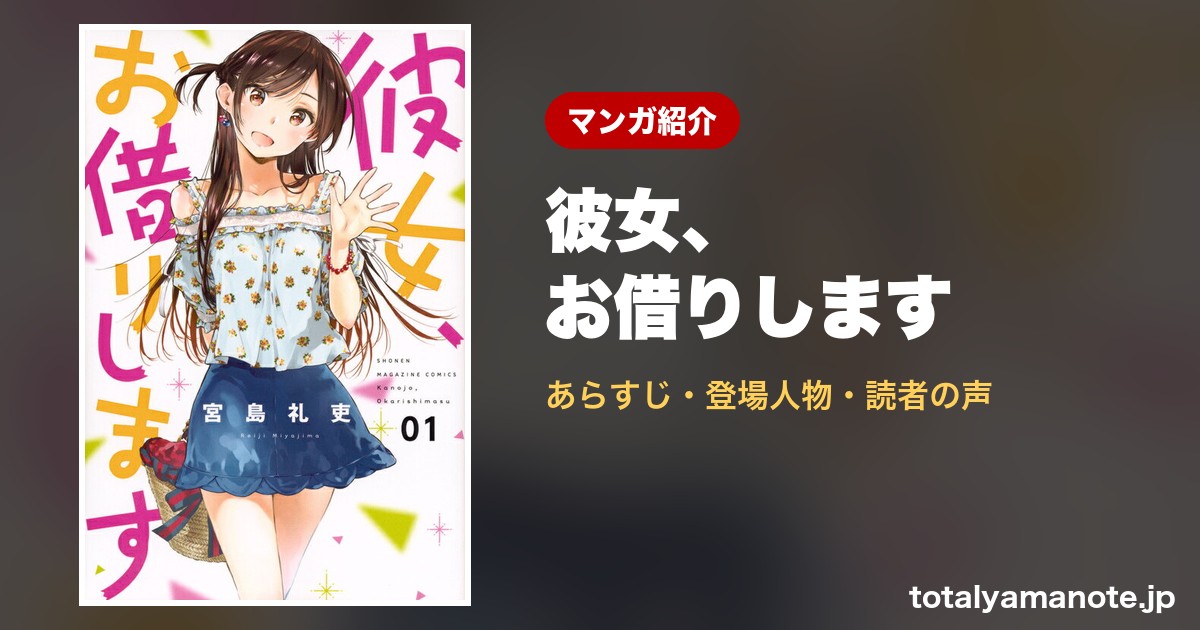 彼女、
お借りします
SHONEN
MAGAZINE COMICS
Kanojo,
Okarishimasu
宮島礼吏
Reiji Miyajima
01
マンガ紹介
彼女、
お借りします
あらすじ・登場人物・読者の声
totalyamanote.jp